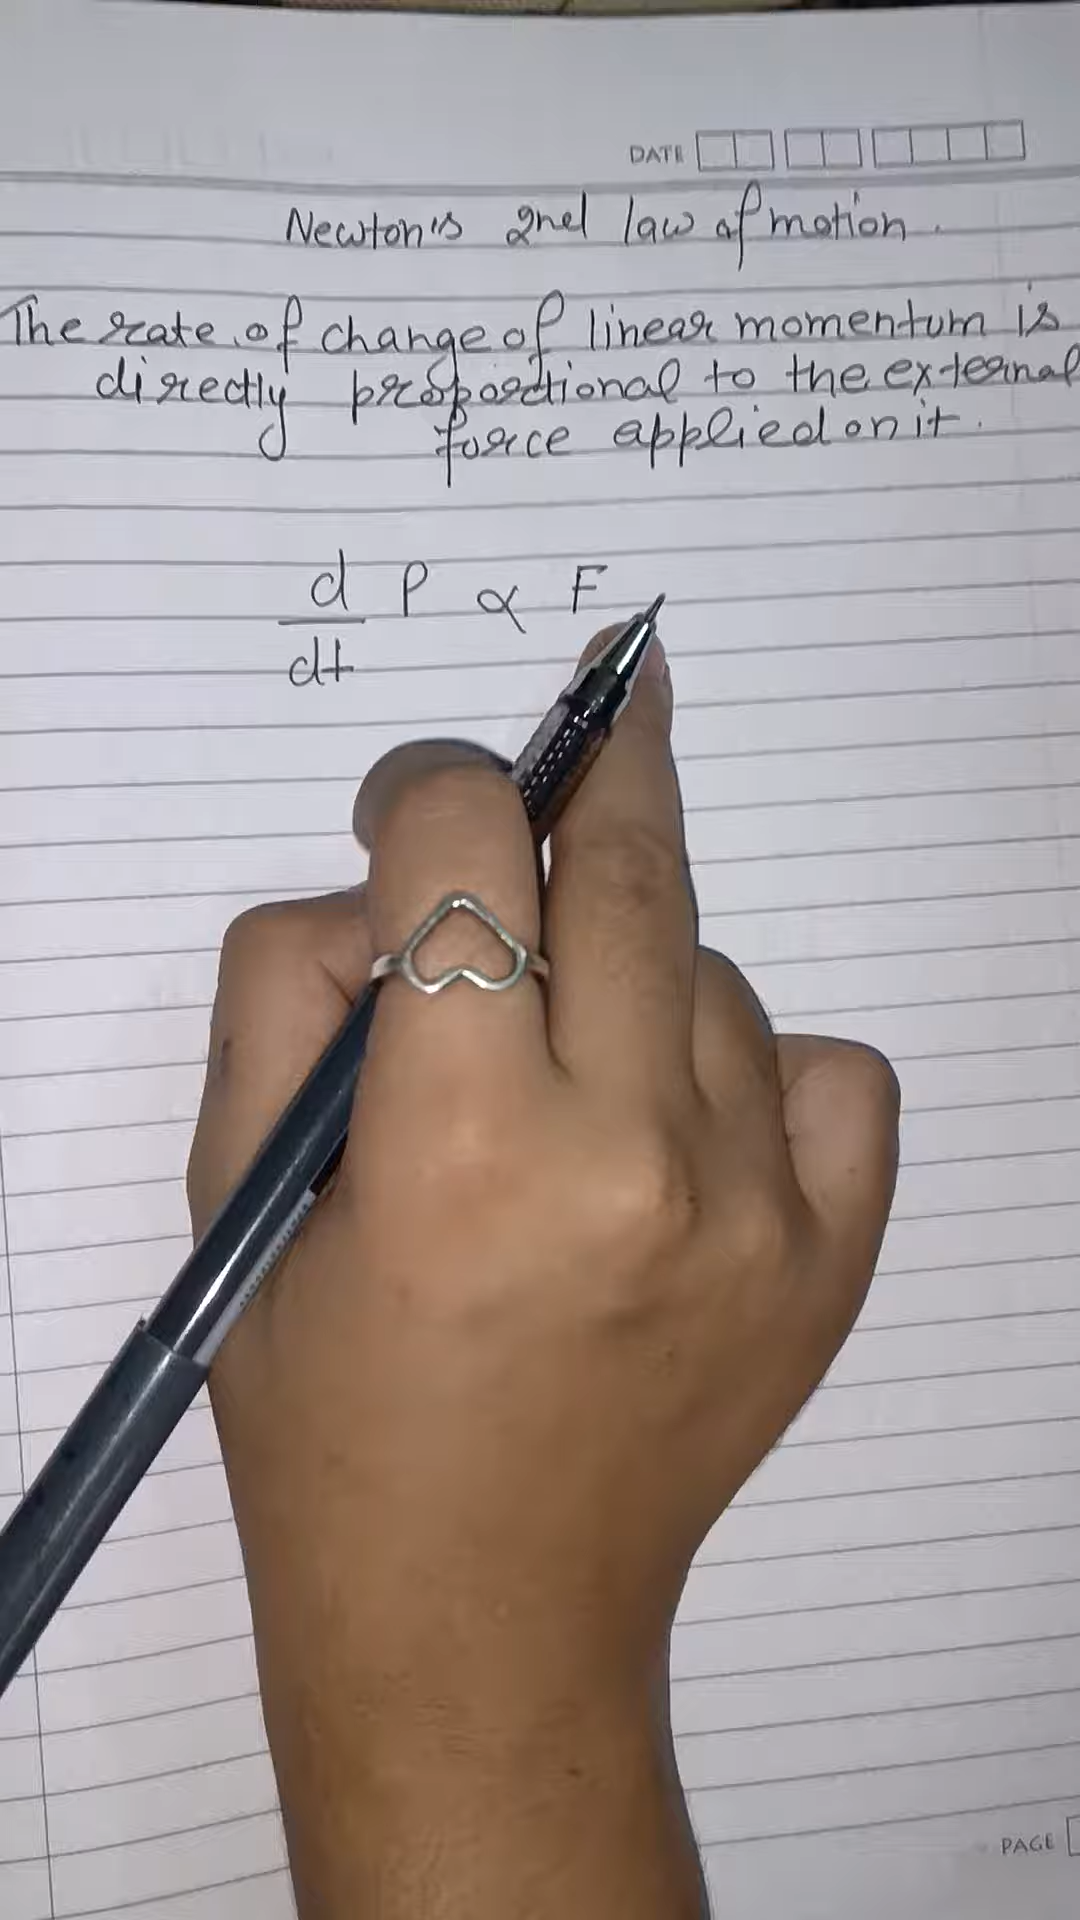 DATE
Newton's 2nd law of motion.
The rate of change of linear momentum is
directly propordional to the external
force applied on it.
d P ∝ F
dt
PAGE